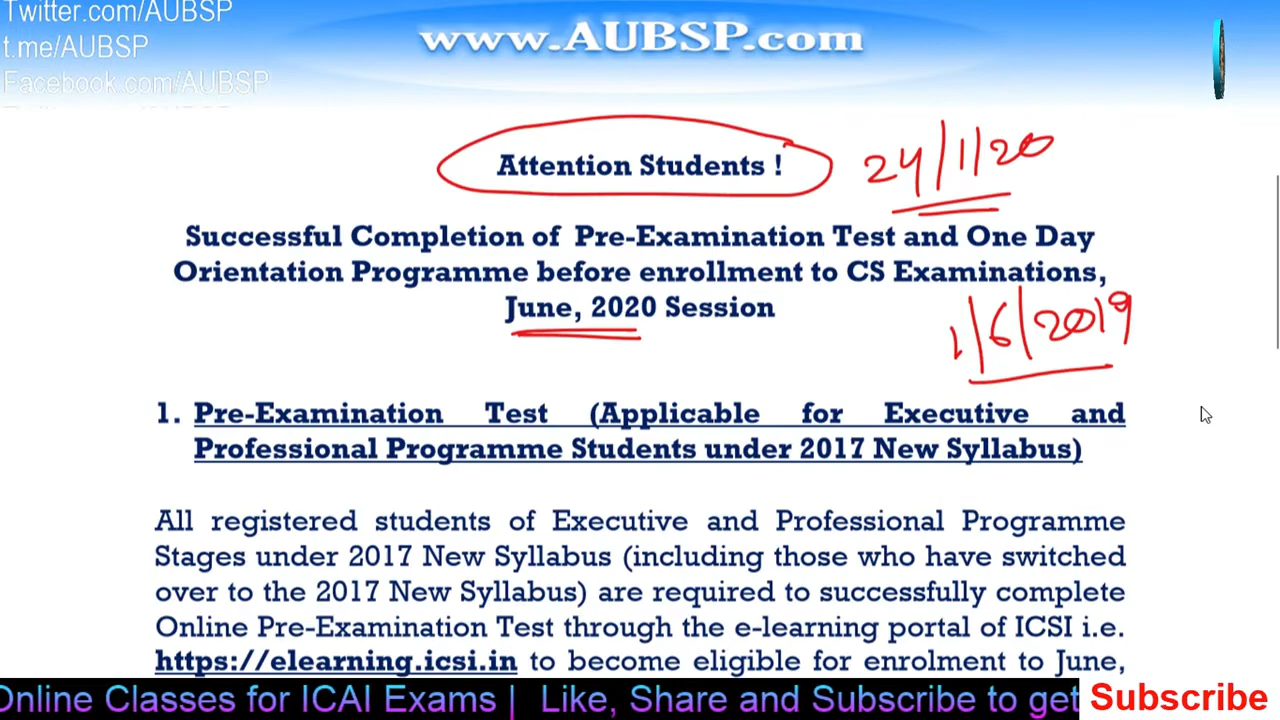 Twitter.com/AUBSP
t.me/AUBSP
Facebook.com/AUBSP
www.AUBSP.com
Attention Students !
24/1/20
Successful Completion of Pre-Examination Test and One Day
Orientation Programme before enrollment to CS Examinations,
June, 2020 Session
1/6/2019
1. Pre-Examination Test (Applicable for Executive and
Professional Programme Students under 2017 New Syllabus)
All registered students of Executive and Professional Programme
Stages under 2017 New Syllabus (including those who have switched
over to the 2017 New Syllabus) are required to successfully complete
Online Pre-Examination Test through the e-learning portal of ICSI i.e.
https://elearning.icsi.in to become eligible for enrolment to June,
Online Classes for ICAI Exams | Like, Share and Subscribe to get
Subscribe